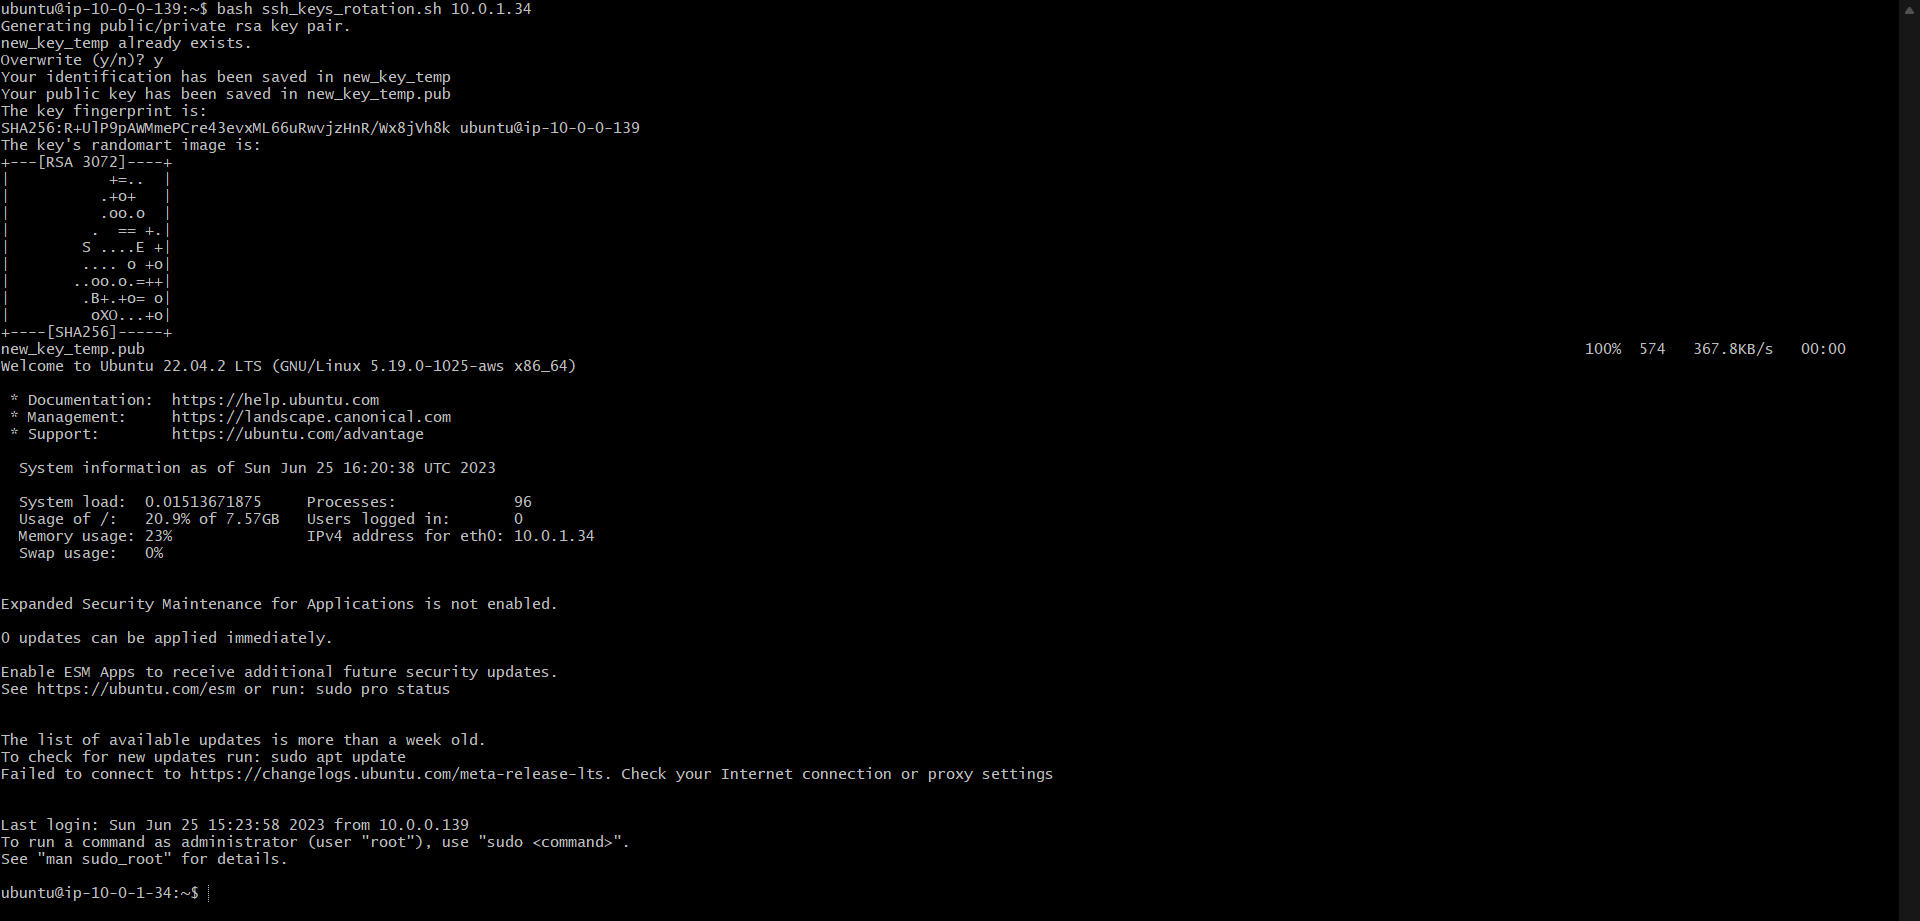 ubuntu@ip-10-0-0-139:~$ bash ssh_keys_rotation.sh 10.0.1.34
Generating public/private rsa key pair.
new_key_temp already exists.
Overwrite (y/n)? y
Your identification has been saved in new_key_temp
Your public key has been saved in new_key_temp.pub
The key fingerprint is:
SHA256:R+UlP9pAWMmePCre43evxML66uRwvjzHnR/Wx8jVh8k ubuntu@ip-10-0-0-139
The key's randomart image is:
+---[RSA 3072]----+
|           +=..  |
|          .+o+   |
|          .oo.o  |
|         .  == +.|
|        S ....E +|
|        .... o +o|
|       ..oo.o.=++|
|        .B+.+o= o|
|         oXO...+o|
+----[SHA256]-----+
new_key_temp.pub 100% 574 367.8KB/s 00:00
Welcome to Ubuntu 22.04.2 LTS (GNU/Linux 5.19.0-1025-aws x86_64)
* Documentation:  https://help.ubuntu.com
* Management:     https://landscape.canonical.com
* Support:        https://ubuntu.com/advantage
System information as of Sun Jun 25 16:20:38 UTC 2023
System load:  0.01513671875     Processes:             96
Usage of /:   20.9% of 7.57GB   Users logged in:       0
Memory usage: 23%               IPv4 address for eth0: 10.0.1.34
Swap usage:   0%
Expanded Security Maintenance for Applications is not enabled.
0 updates can be applied immediately.
Enable ESM Apps to receive additional future security updates.
See https://ubuntu.com/esm or run: sudo pro status
The list of available updates is more than a week old.
To check for new updates run: sudo apt update
Failed to connect to https://changelogs.ubuntu.com/meta-release-lts. Check your Internet connection or proxy settings
Last login: Sun Jun 25 15:23:58 2023 from 10.0.0.139
To run a command as administrator (user "root"), use "sudo <command>".
See "man sudo_root" for details.
ubuntu@ip-10-0-1-34:~$